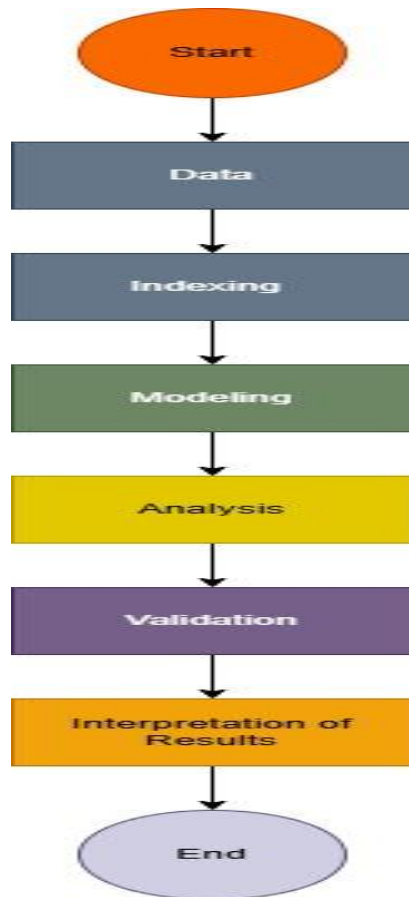 Start
Data
Indexing
Modeling
Analysis
Validation
Interpretation of
Results
End